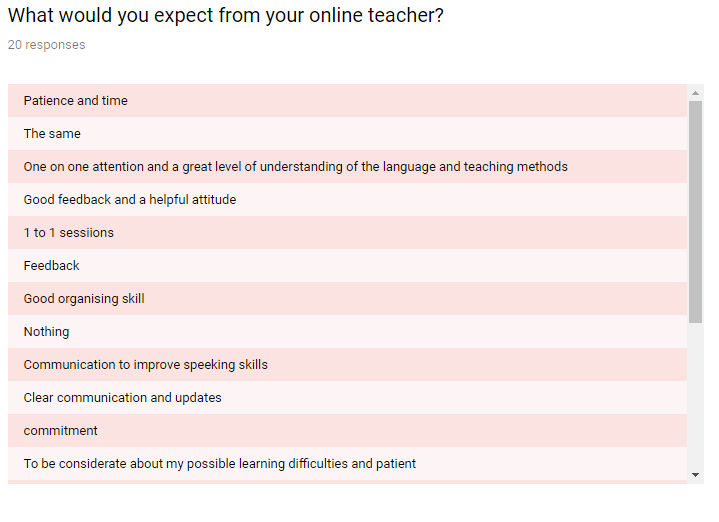 What would you expect from your online teacher?
20 responses
Patience and time
The same
One on one attention and a great level of understanding of the language and teaching methods
Good feedback and a helpful attitude
1 to 1 sessiions
Feedback
Good organising skill
Nothing
Communication to improve speeking skills
Clear communication and updates
commitment
To be considerate about my possible learning difficulties and patient